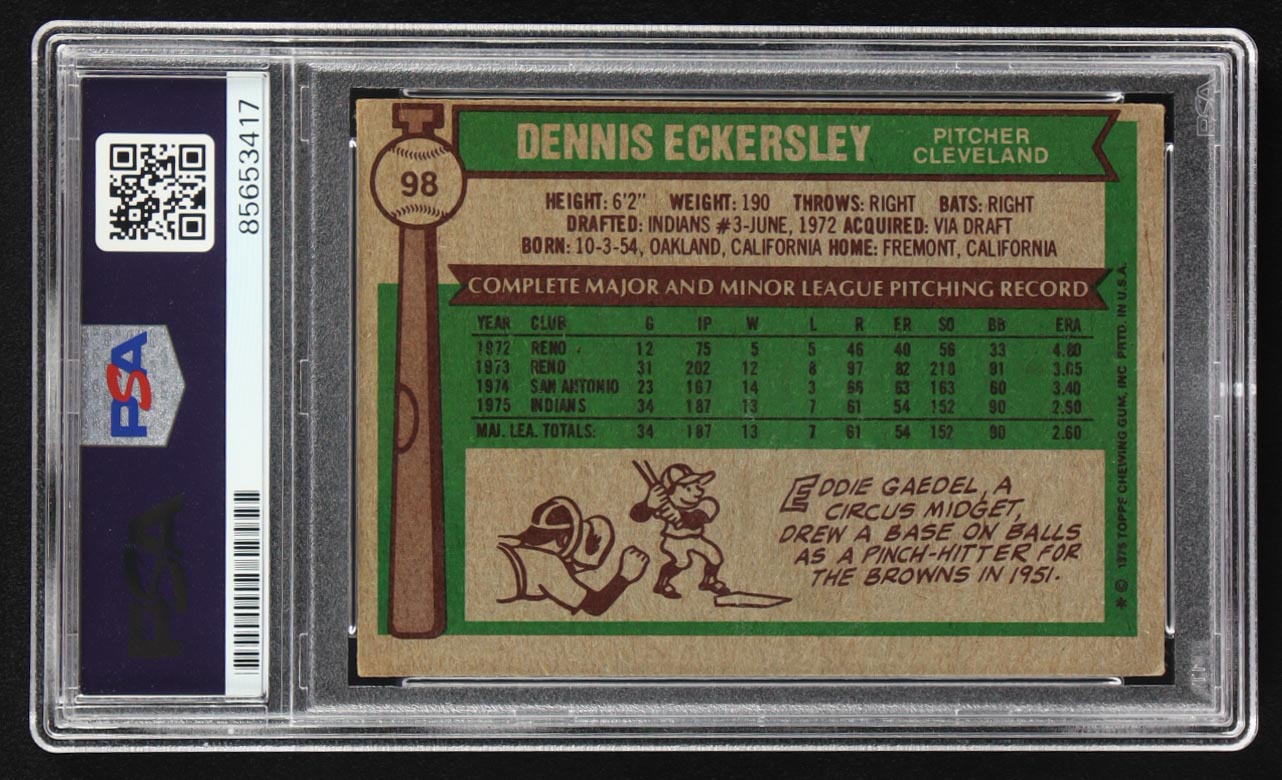 85653417
PSA
PSA
98
DENNIS ECKERSLEY
PITCHER
CLEVELAND
HEIGHT: 6'2" WEIGHT: 190 THROWS: RIGHT BATS: RIGHT
DRAFTED: INDIANS #3-JUNE, 1972 ACQUIRED: VIA DRAFT
BORN: 10-3-54, OAKLAND, CALIFORNIA HOME: FREMONT, CALIFORNIA
COMPLETE MAJOR AND MINOR LEAGUE PITCHING RECORD
YEAR CLUB G IP W L R ER SO BB ERA
1972 RENO 12 75 5 5 46 40 56 33 4.80
1973 RENO 31 202 12 8 97 82 218 91 3.65
1974 SAN ANTONIO 23 167 14 3 66 63 163 60 3.40
1975 INDIANS 34 187 13 7 61 54 152 90 2.60
MAJ. LEA. TOTALS: 34 187 13 7 61 54 152 90 2.60
EDDIE GAEDEL, A
CIRCUS MIDGET,
DREW A BASE ON BALLS
AS A PINCH-HITTER FOR
THE BROWNS IN 1951.
* © 1976 TOPPS CHEWING GUM, INC PRTD. IN U.S.A.
PSA